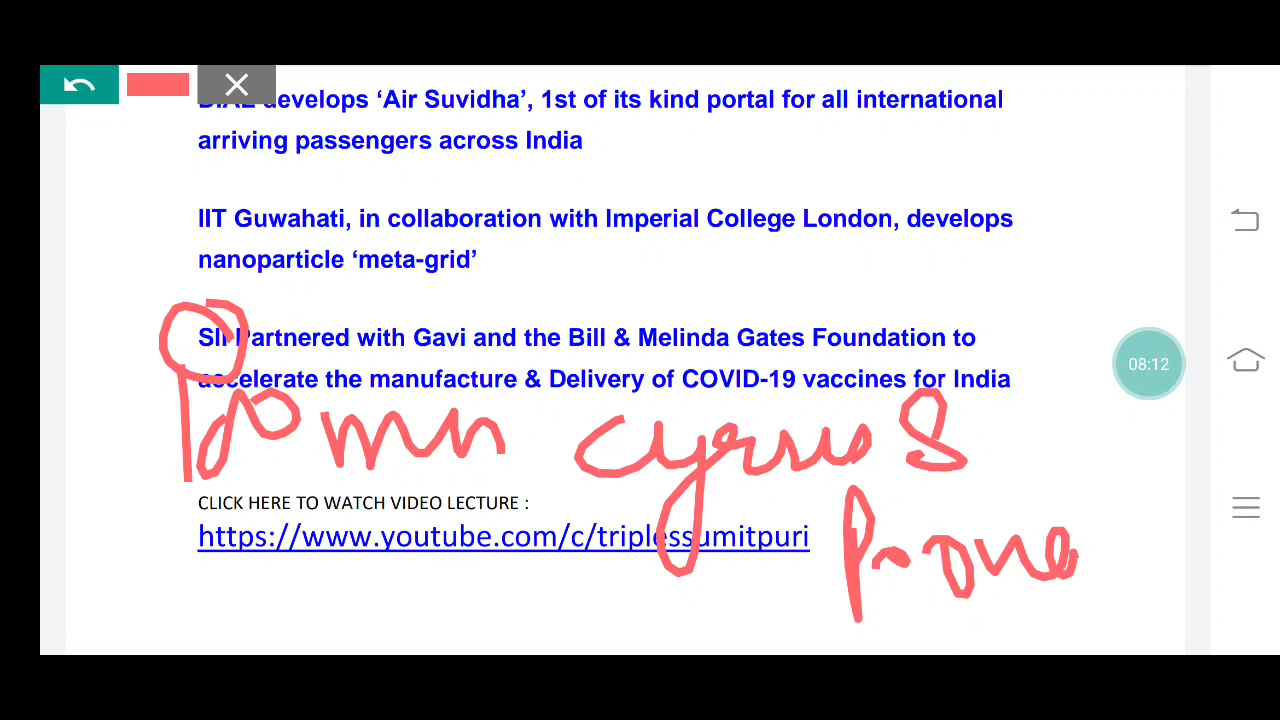 develops ‘Air Suvidha’, 1st of its kind portal for all international
arriving passengers across India
IIT Guwahati, in collaboration with Imperial College London, develops
nanoparticle ‘meta-grid’
SII Partnered with Gavi and the Bill & Melinda Gates Foundation to
accelerate the manufacture & Delivery of COVID-19 vaccines for India
08:12
cyrus
CLICK HERE TO WATCH VIDEO LECTURE :
https://www.youtube.com/c/triplessumitpuri